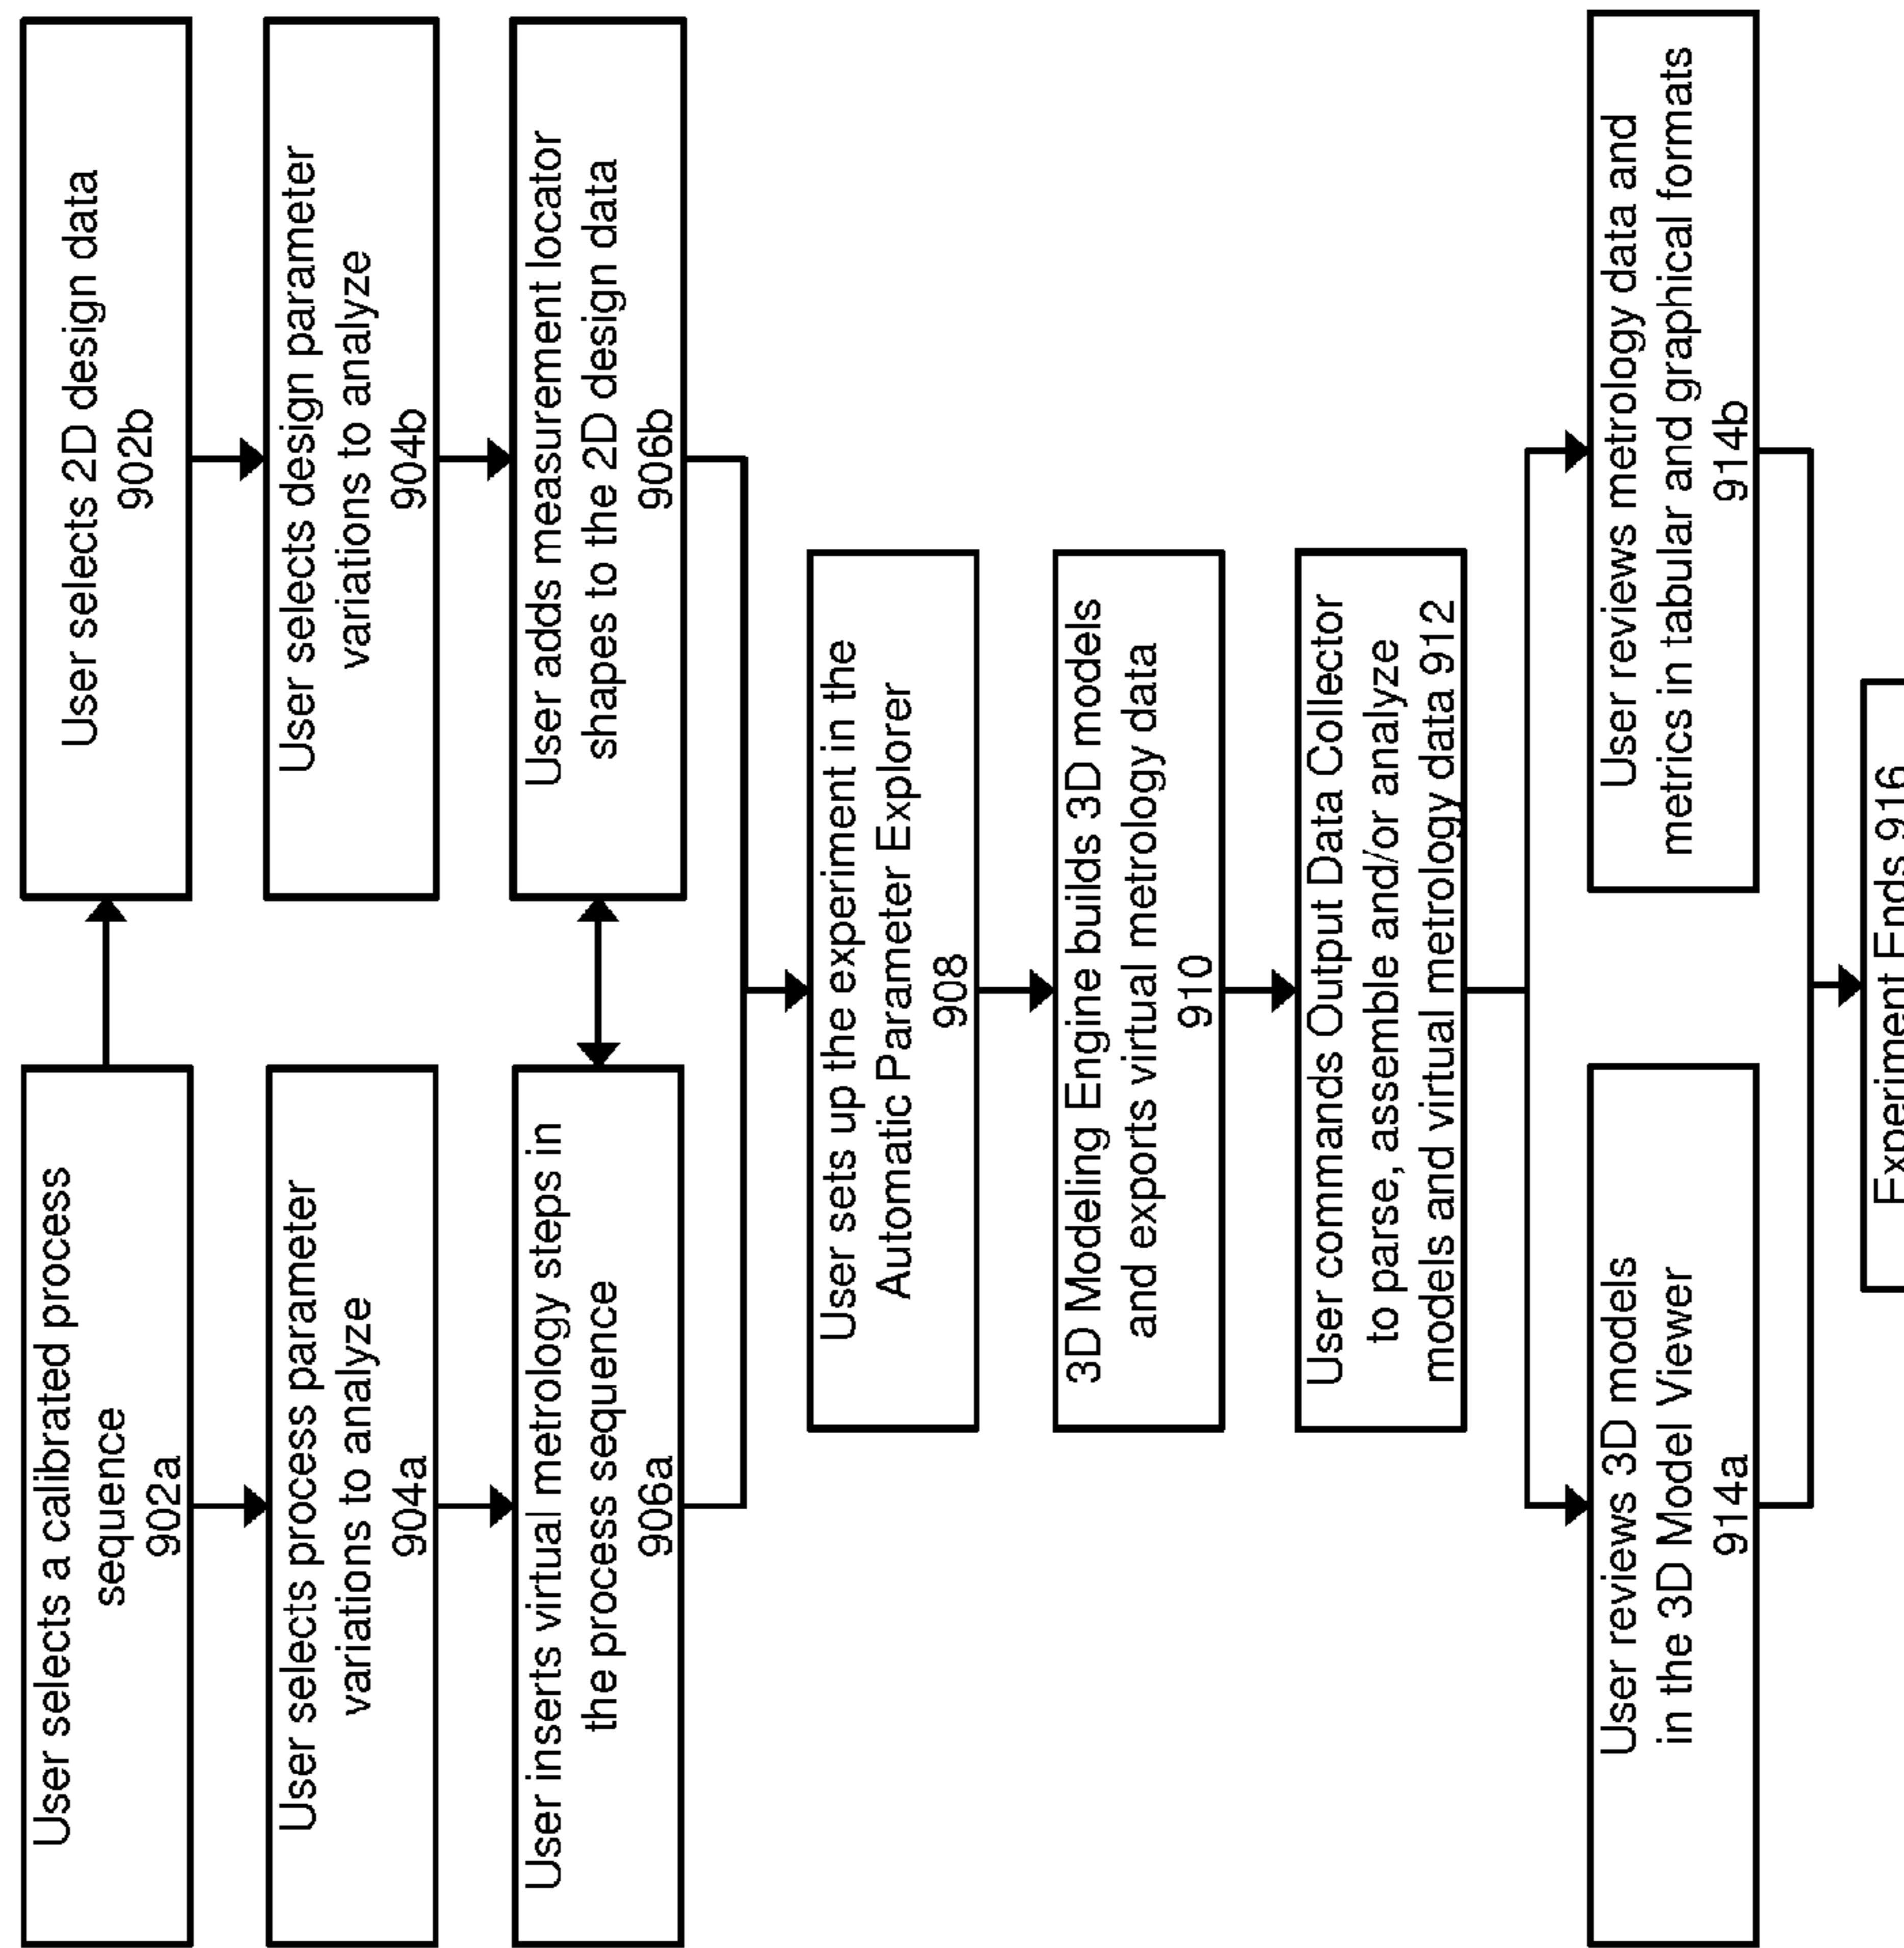 User selects a calibrated process
sequence
902a
User selects 2D design data
902b
User selects process parameter
variations to analyze
904a
User selects design parameter
variations to analyze
904b
User inserts virtual metrology steps in
the process sequence
906a
User adds measurement locator
shapes to the 2D design data
906b
User sets up the experiment in the
Automatic Parameter Explorer
908
3D Modeling Engine builds 3D models
and exports virtual metrology data
910
User commands Output Data Collector
to parse, assemble and/or analyze
models and virtual metrology data 912
User reviews 3D models
in the 3D Model Viewer
914a
User reviews metrology data and
metrics in tabular and graphical formats
914b
Experiment Ends 916